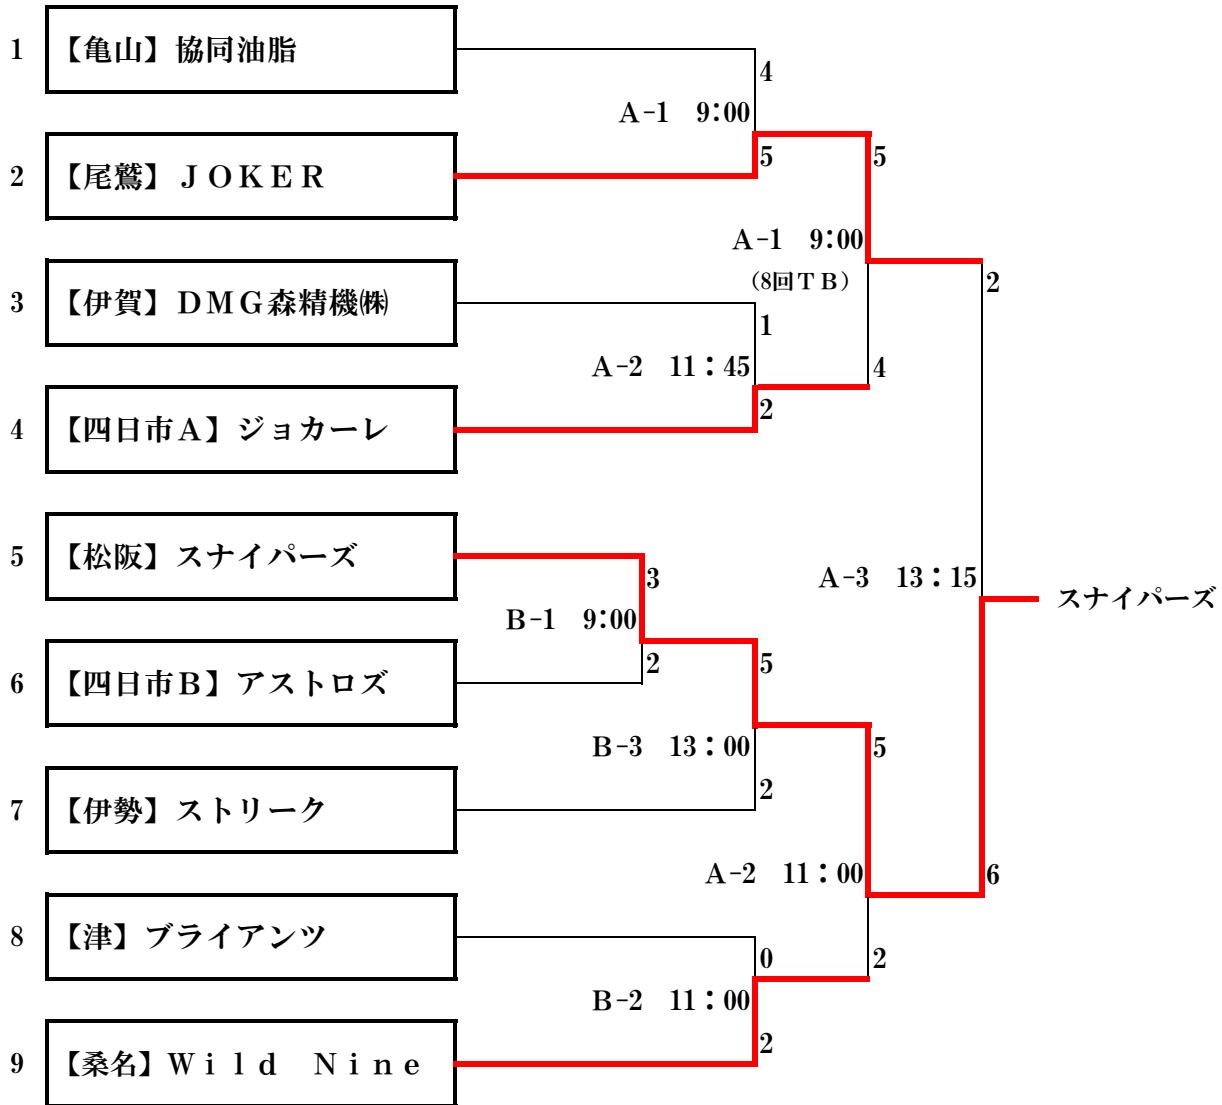 1 【亀山】協同油脂
4
A-1 9:00
2 【尾鷲】ＪＯＫＥＲ
5
5
A-1 9:00
(8回ＴＢ)
2
3 【伊賀】ＤＭＧ森精機㈱
1
A-2 11：45
4
4 【四日市Ａ】ジョカーレ
2
5 【松阪】スナイパーズ
3
A-3 13：15
スナイパーズ
B-1 9:00
6 【四日市Ｂ】アストロズ
2
5
B-3 13：00
5
7 【伊勢】ストリーク
2
A-2 11：00
6
8 【津】ブライアンツ
0
2
B-2 11：00
9 【桑名】Ｗｉｌｄ　Ｎｉｎｅ
2